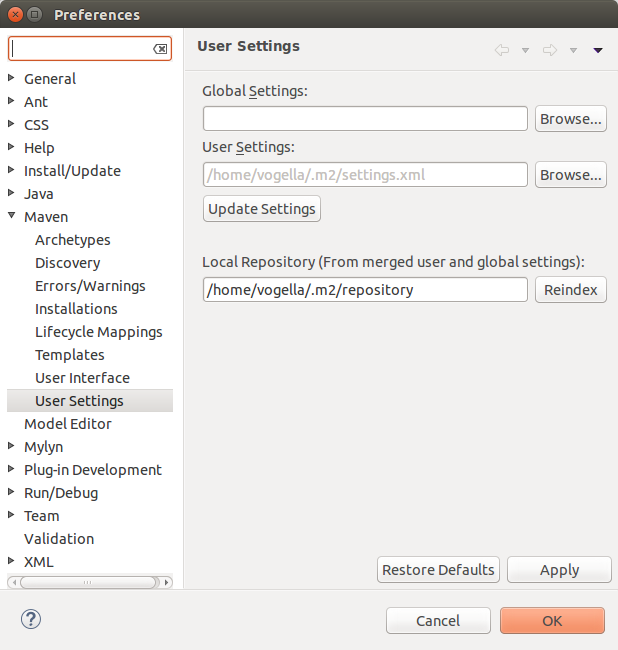 Preferences
User Settings
General
Ant
CSS
Help
Install/Update
Java
Maven
Archetypes
Discovery
Errors/Warnings
Installations
Lifecycle Mappings
Templates
User Interface
User Settings
Model Editor
Mylyn
Plug-in Development
Run/Debug
Team
Validation
XML
Global Settings:
Browse...
User Settings:
/home/vogella/.m2/settings.xml
Browse...
Update Settings
Local Repository (From merged user and global settings):
/home/vogella/.m2/repository
Reindex
Restore Defaults
Apply
?
Cancel
OK